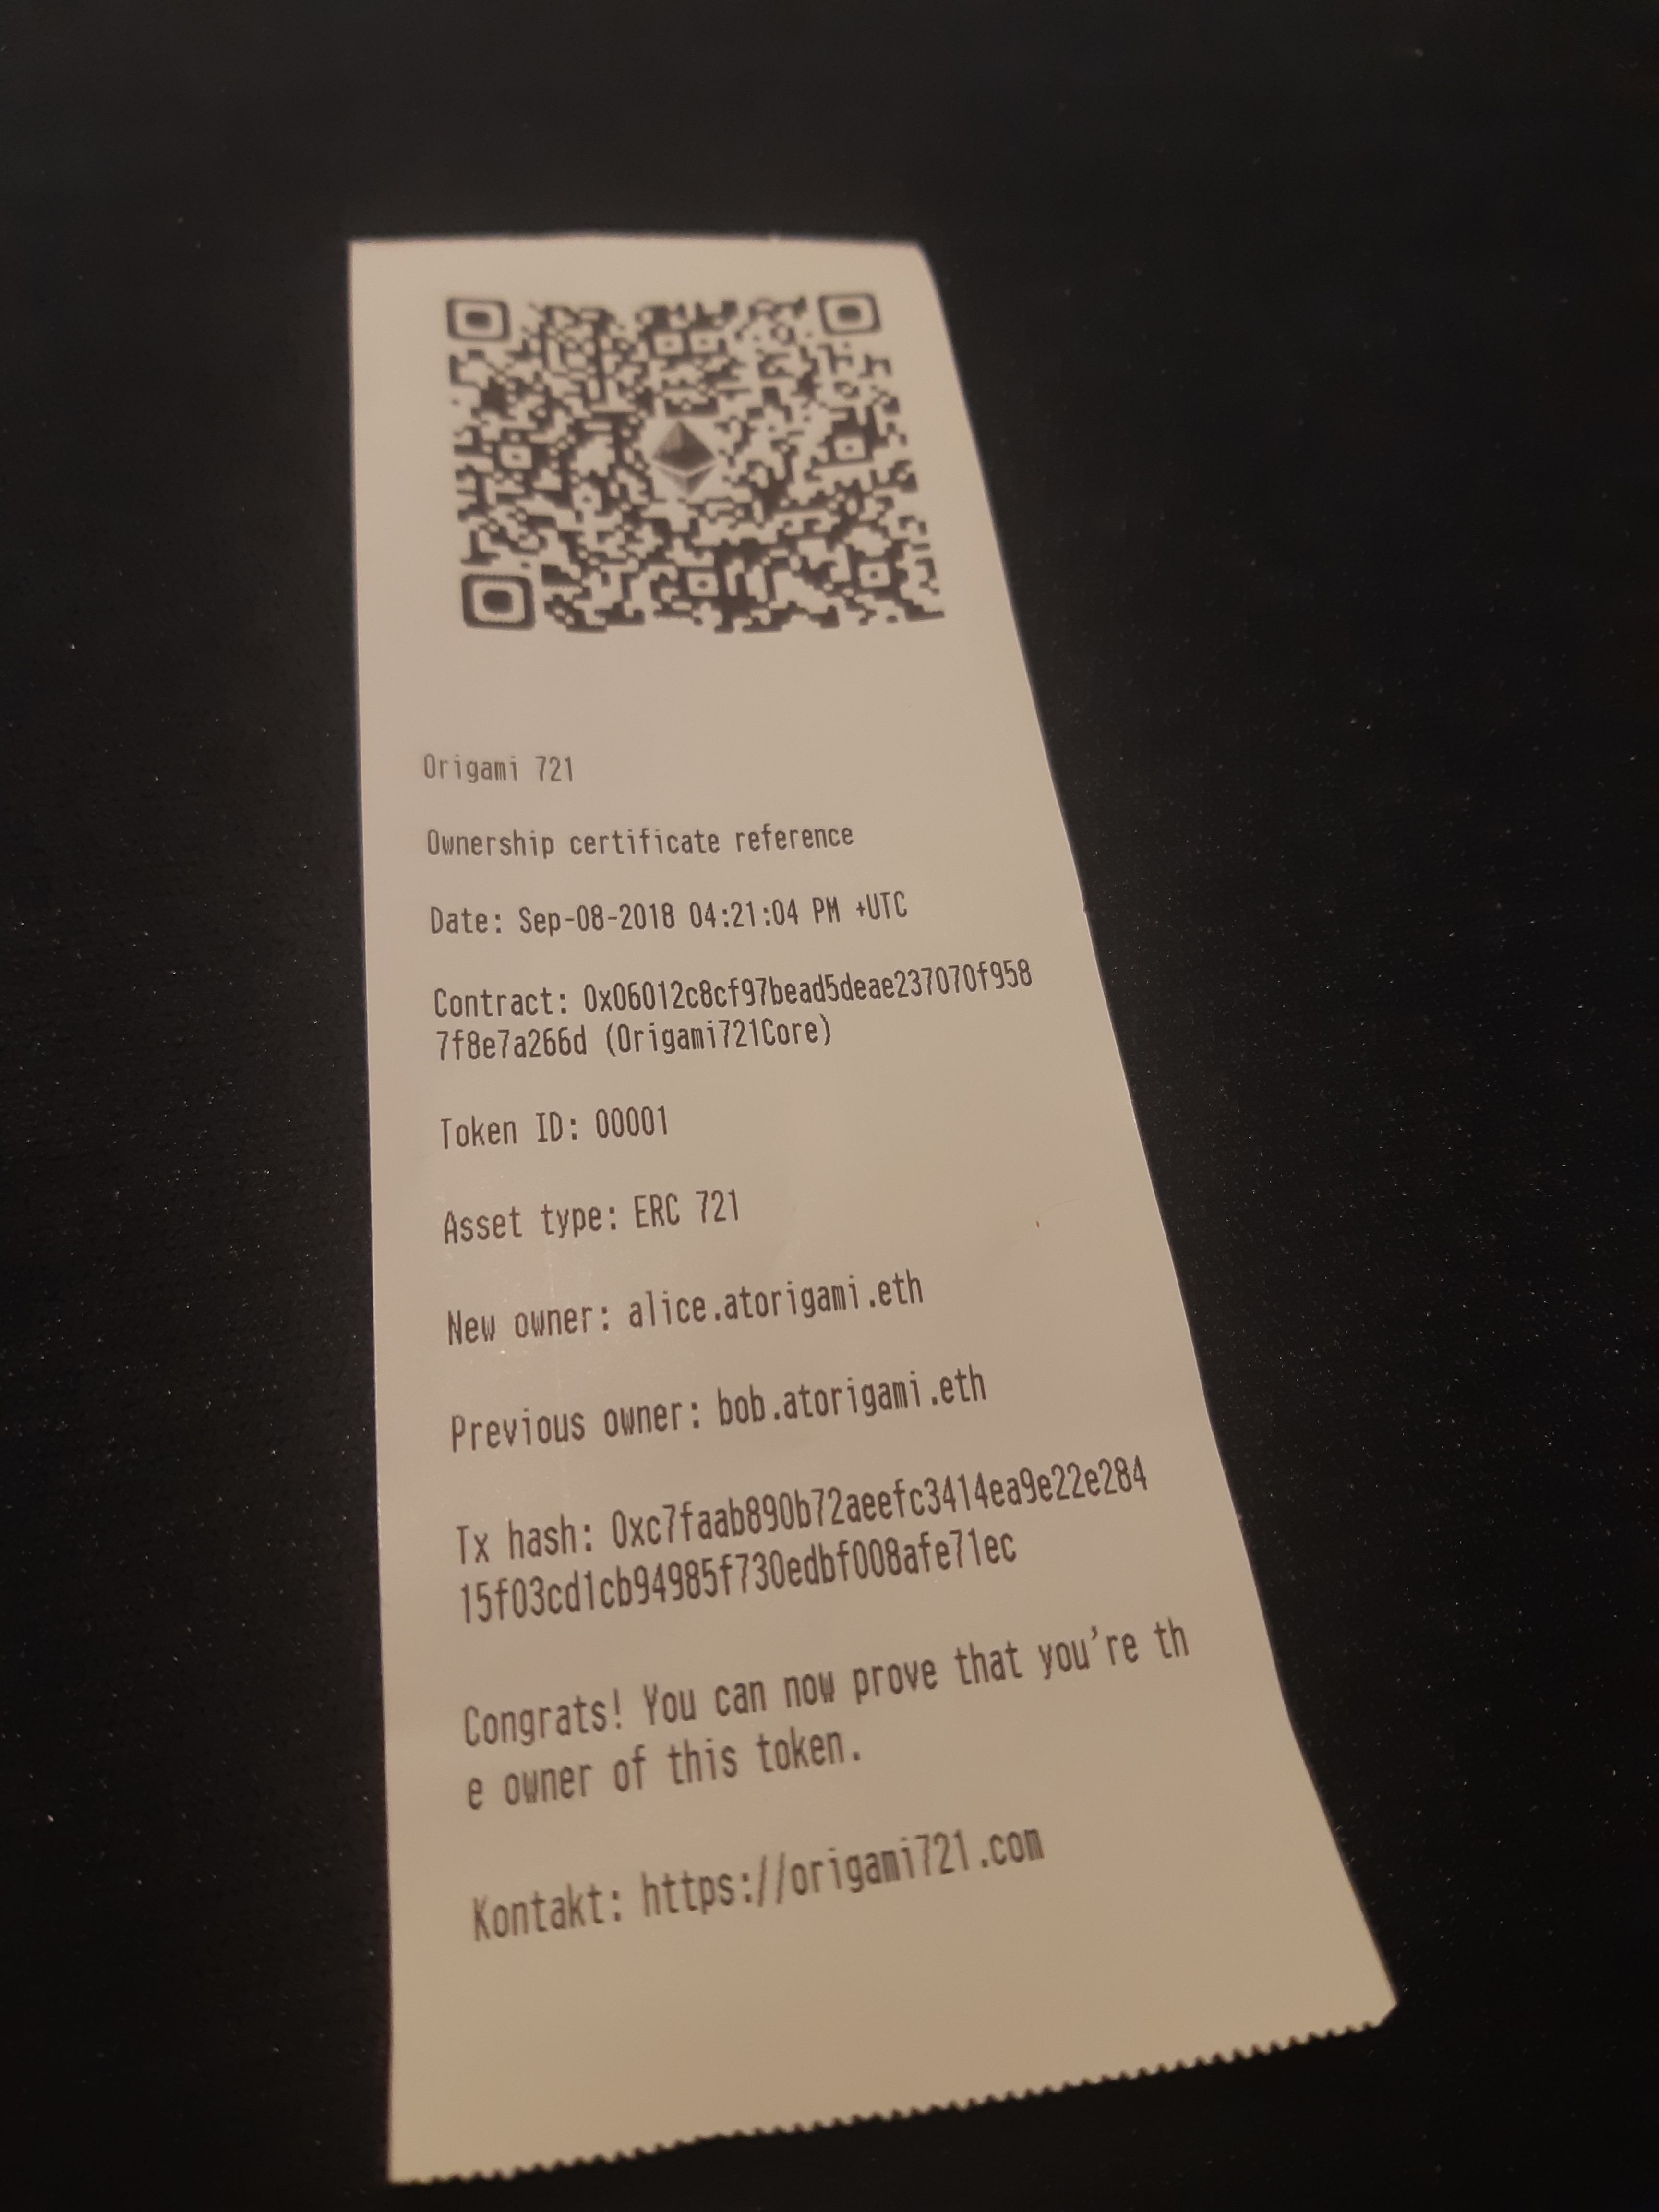 Origami 721
Ownership certificate reference
Date: Sep-08-2018 04:21:04 PM +UTC
Contract: 0x06012c8cf97bead5deae237070f958
7f8e7a266d (Origami721Core)
Token ID: 00001
Asset type: ERC 721
New owner: alice.atorigami.eth
Previous owner: bob.atorigami.eth
Tx hash: 0xc7faab890b72aeefc3414ea9e22e284
15f03cd1cb94985f730edbf008afe71ec
Congrats! You can now prove that you're th
e owner of this token.
Kontakt: https://origami721.com